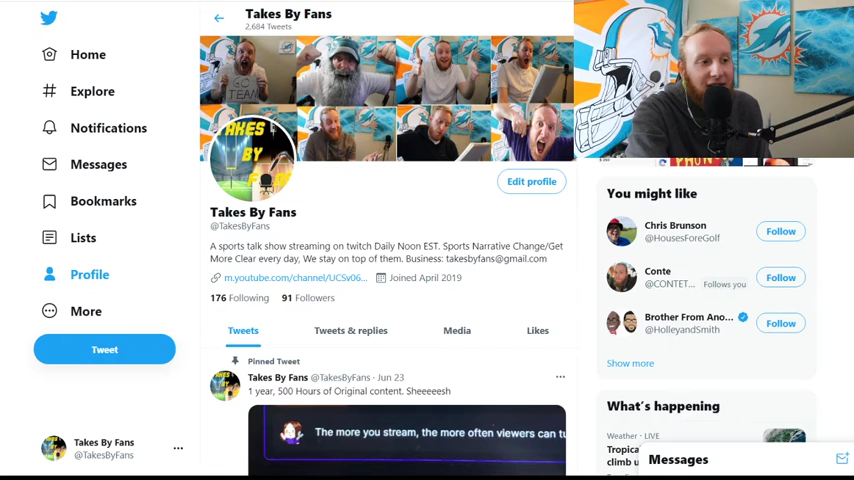 Home
Explore
Notifications
Messages
Bookmarks
Lists
Profile
More
Tweet
Takes By Fans
@TakesByFans
Takes By Fans
2,684 Tweets
GO
TEAM
TAKES
BY
Edit profile
Takes By Fans
@TakesByFans
A sports talk show streaming on twitch Daily Noon EST. Sports Narrative Change/Get
More Clear every day, We stay on top of them. Business: takesbyfans@gmail.com
m.youtube.com/channel/UCSv06... Joined April 2019
176 Following 91 Followers
Tweets Tweets & replies Media Likes
Pinned Tweet
Takes By Fans @TakesByFans · Jun 23
1 year, 500 Hours of Original content. Sheeeeesh
The more you stream, the more often viewers can tu
You might like
Chris Brunson
@HousesForeGolf
Follow
Conte
@CONTET... Follows you
Follow
Brother From Ano...
@HolleyandSmith
Follow
Show more
What's happening
Weather · LIVE
Tropica
climb u
Messages